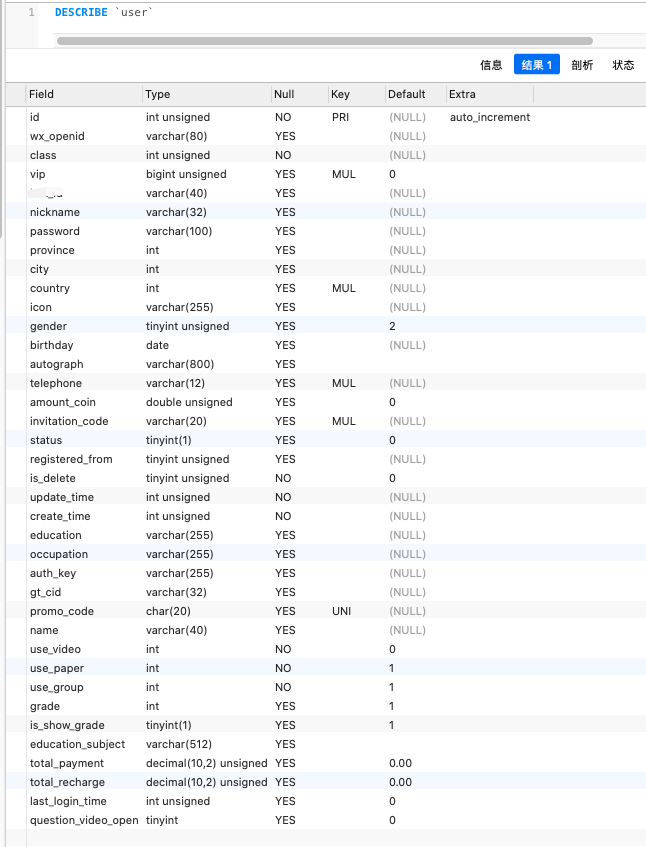 1 DESCRIBE `user`
信息 结果 1 剖析 状态
Field Type Null Key Default Extra
id int unsigned NO PRI (NULL) auto_increment
wx_openid varchar(80) YES (NULL)
class int unsigned NO (NULL)
vip bigint unsigned YES MUL 0
varchar(40) YES (NULL)
nickname varchar(32) YES (NULL)
password varchar(100) YES (NULL)
province int YES (NULL)
city int YES (NULL)
country int YES MUL (NULL)
icon varchar(255) YES (NULL)
gender tinyint unsigned YES 2
birthday date YES (NULL)
autograph varchar(800) YES
telephone varchar(12) YES MUL (NULL)
amount_coin double unsigned YES 0
invitation_code varchar(20) YES MUL (NULL)
status tinyint(1) YES 0
registered_from tinyint unsigned YES (NULL)
is_delete tinyint unsigned NO 0
update_time int unsigned NO (NULL)
create_time int unsigned NO (NULL)
education varchar(255) YES (NULL)
occupation varchar(255) YES (NULL)
auth_key varchar(255) YES (NULL)
gt_cid varchar(32) YES (NULL)
promo_code char(20) YES UNI (NULL)
name varchar(40) YES (NULL)
use_video int NO 0
use_paper int NO 1
use_group int NO 1
grade int YES 1
is_show_grade tinyint(1) YES 1
education_subject varchar(512) YES
total_payment decimal(10,2) unsigned YES 0.00
total_recharge decimal(10,2) unsigned YES 0.00
last_login_time int unsigned YES 0
question_video_open tinyint YES 0